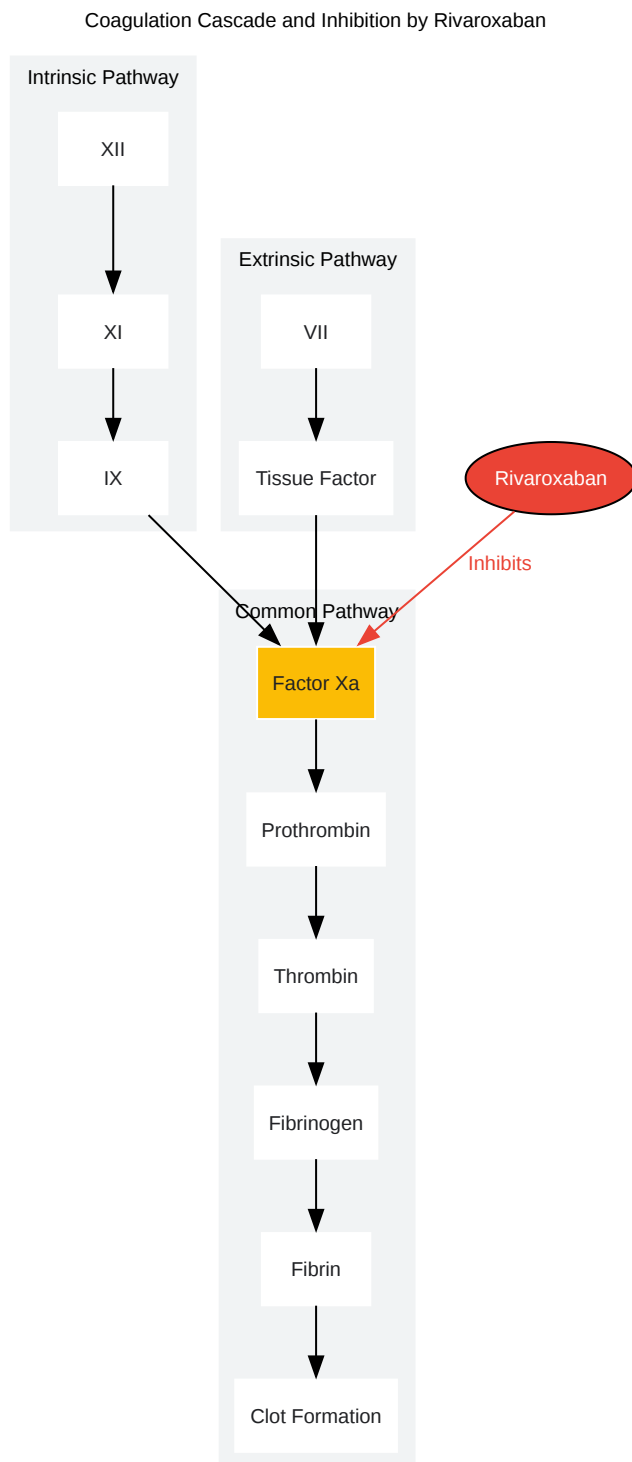 Coagulation Cascade and Inhibition by Rivaroxaban
Intrinsic Pathway
XII
XI
IX
Extrinsic Pathway
VII
Tissue Factor
Rivaroxaban
Inhibits
Common Pathway
Factor Xa
Prothrombin
Thrombin
Fibrinogen
Fibrin
Clot Formation